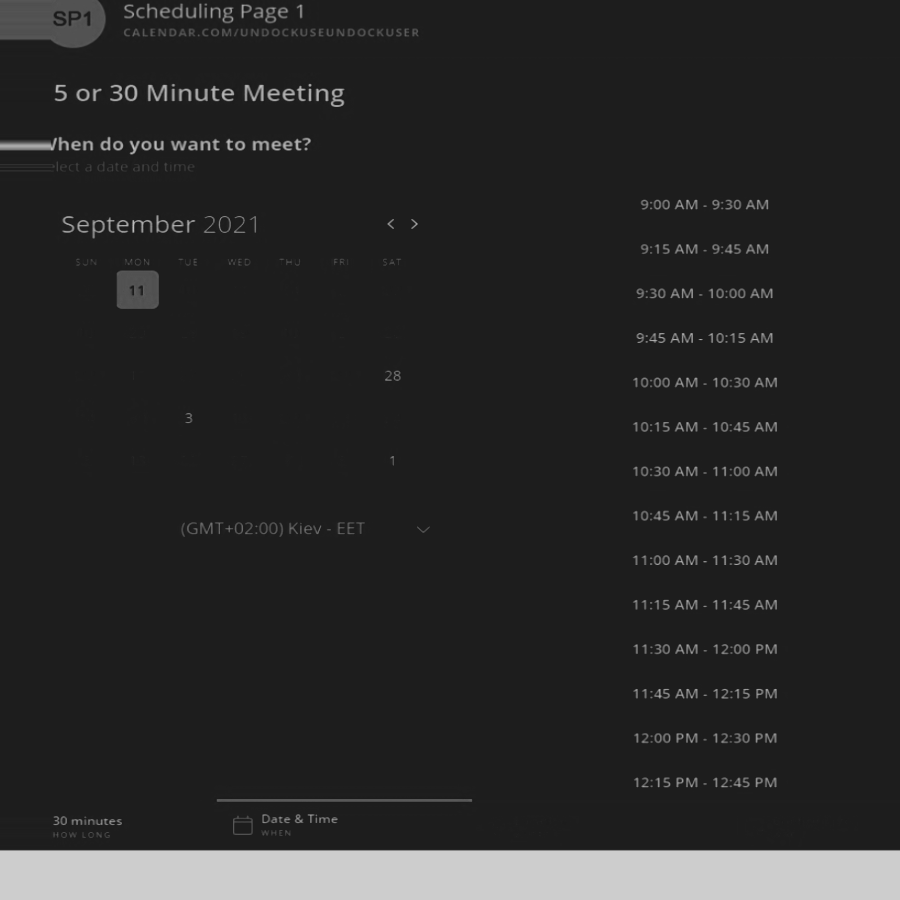 SP1
Scheduling Page 1
CALENDAR.COM/UNDOCKUSEUNDOCKUSER
5 or 30 Minute Meeting
do you want to meet?
a date and time
September 2021 < >
SUN MON TUE WED THU FRI SAT
11
28
3
1
(GMT+02:00) Kiev - EET
9:00 AM - 9:30 AM
9:15 AM - 9:45 AM
9:30 AM - 10:00 AM
9:45 AM - 10:15 AM
10:00 AM - 10:30 AM
10:15 AM - 10:45 AM
10:30 AM - 11:00 AM
10:45 AM - 11:15 AM
11:00 AM - 11:30 AM
11:15 AM - 11:45 AM
11:30 AM - 12:00 PM
11:45 AM - 12:15 PM
12:00 PM - 12:30 PM
12:15 PM - 12:45 PM
30 minutes
HOW LONG
Date & Time
WHEN